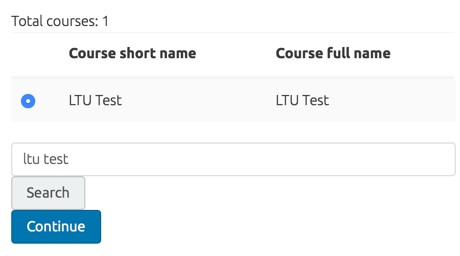 Total courses: 1
Course short name Course full name
LTU Test LTU Test
ltu test
Search
Continue